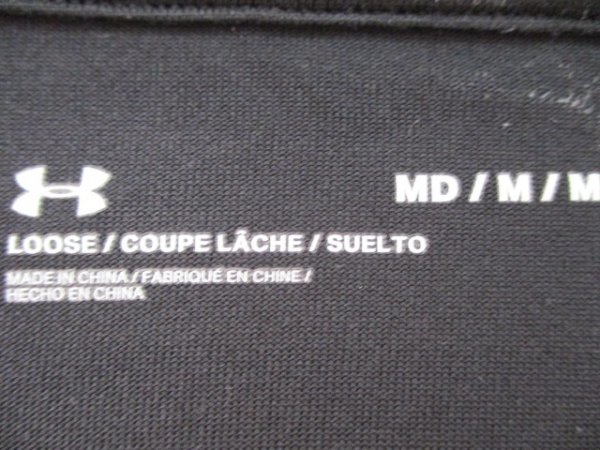 MD / M / M
LOOSE / COUPE LÂCHE / SUELTO
MADE IN CHINA / FABRIQUÉ EN CHINE /
HECHO EN CHINA